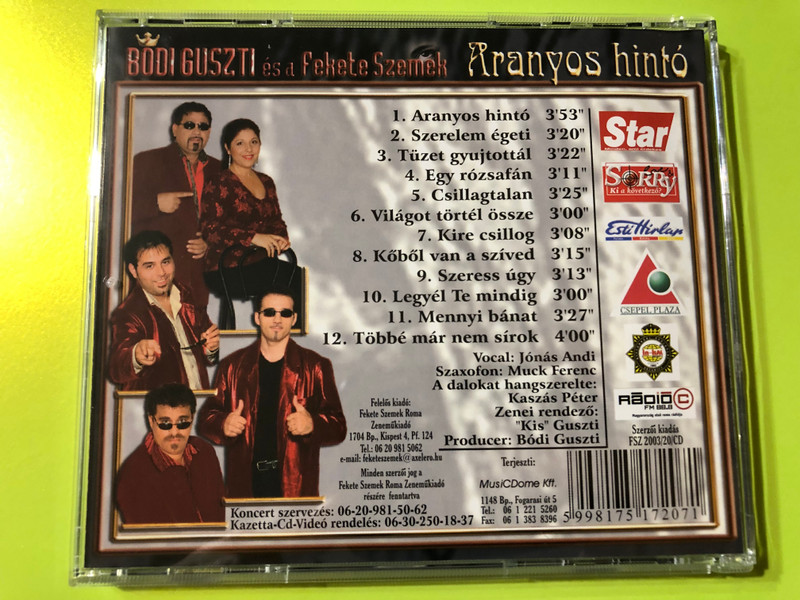 BÓDI GUSZTI és a Fekete Szemek Aranyos hintó
1. Aranyos hintó 3'53"
2. Szerelem égeti 3'20"
3. Tüzet gyujtottál 3'22"
4. Egy rózsafán 3'11"
5. Csillagtalan 3'25"
6. Világot törtél össze 3'00"
7. Kire csillog 3'08"
8. Kőből van a szíved 3'15"
9. Szeress úgy 3'13"
10. Legyél Te mindig 3'00"
11. Mennyi bánat 3'27"
12. Többé már nem sírok 4'00"
Vocal: Jónás Andi
Szaxofon: Muck Ferenc
A dalokat hangszerelte:
Kaszás Péter
Zenei rendező:
"Kis" Guszti
Producer: Bódi Guszti
Felelős kiadó:
Fekete Szemek Roma
Zeneműkiadó
1704 Bp., Kispest 4, Pf. 124
Tel.: 06 20 981 5062
e-mail: feketeszemek@axelero.hu
Minden szerzői jog a
Fekete Szemek Roma Zeneműkiadó
részére fenntartva
Koncert szervezés: 06-20-981-50-62
Kazetta-Cd-Videó rendelés: 06-30-250-18-37
Star
SORRY
Ki a következő?
Esti Hírlap
CSEPEL PLAZA
RÁDIÓ C
FM 88.8
Szerzői kiadás
FSZ 2003/20/CD
Terjeszti:
MusiCDome Kft.
1148 Bp., Fogarasi út 5
Tel.: 06 1 221 5260
Fax: 06 1 383 8396
5998175172071